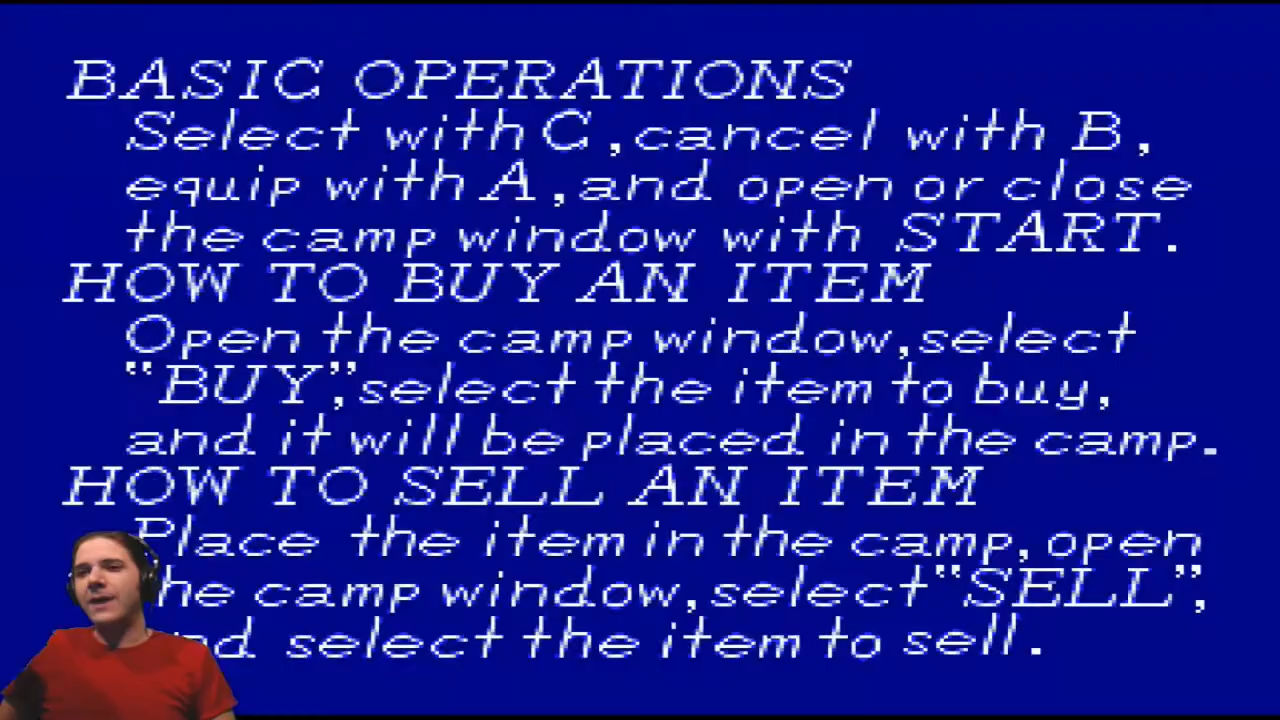 BASIC OPERATIONS
Select with C,cancel with B,
equip with A,and open or close
the camp window with START.
HOW TO BUY AN ITEM
Open the camp window,select
"BUY",select the item to buy,
and it will be placed in the camp.
HOW TO SELL AN ITEM
Place the item in the camp,open
the camp window,select"SELL",
and select the item to sell.